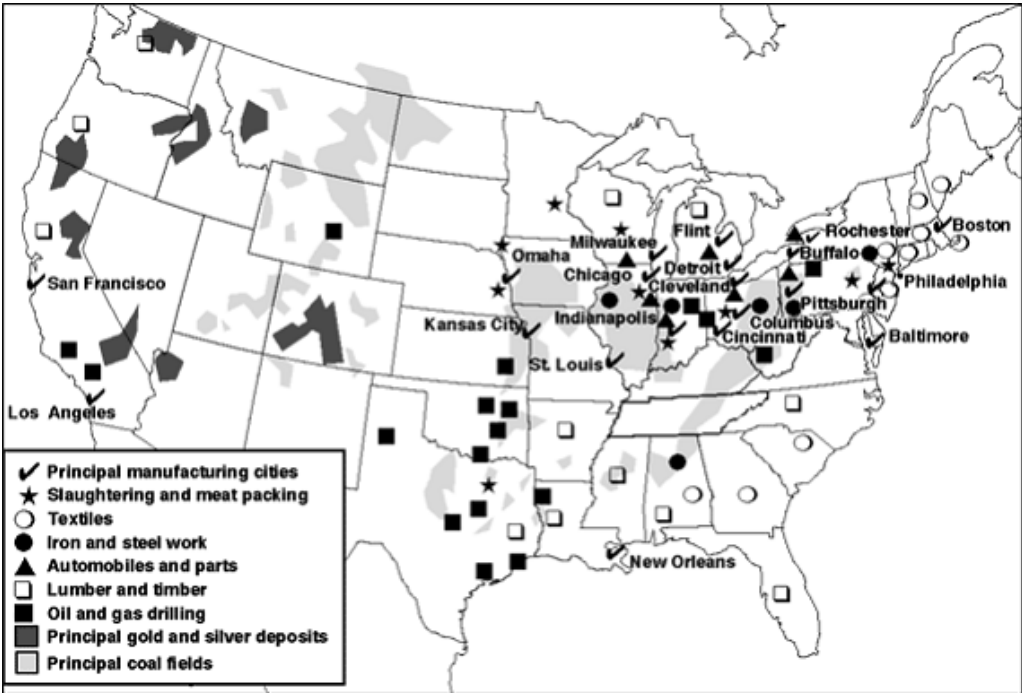 Rochester
Boston
Flint
Milwaukee
Buffalo
Omaha
Chicago
Detroit
San Francisco
Cleveland
Philadelphia
Pittsburgh
Indianapolis
Kansas City
Columbus
Cincinnati
Baltimore
St. Louis
Los Angeles
New Orleans
Principal manufacturing cities
Slaughtering and meat packing
Textiles
Iron and steel work
Automobiles and parts
Lumber and timber
Oil and gas drilling
Principal gold and silver deposits
Principal coal fields